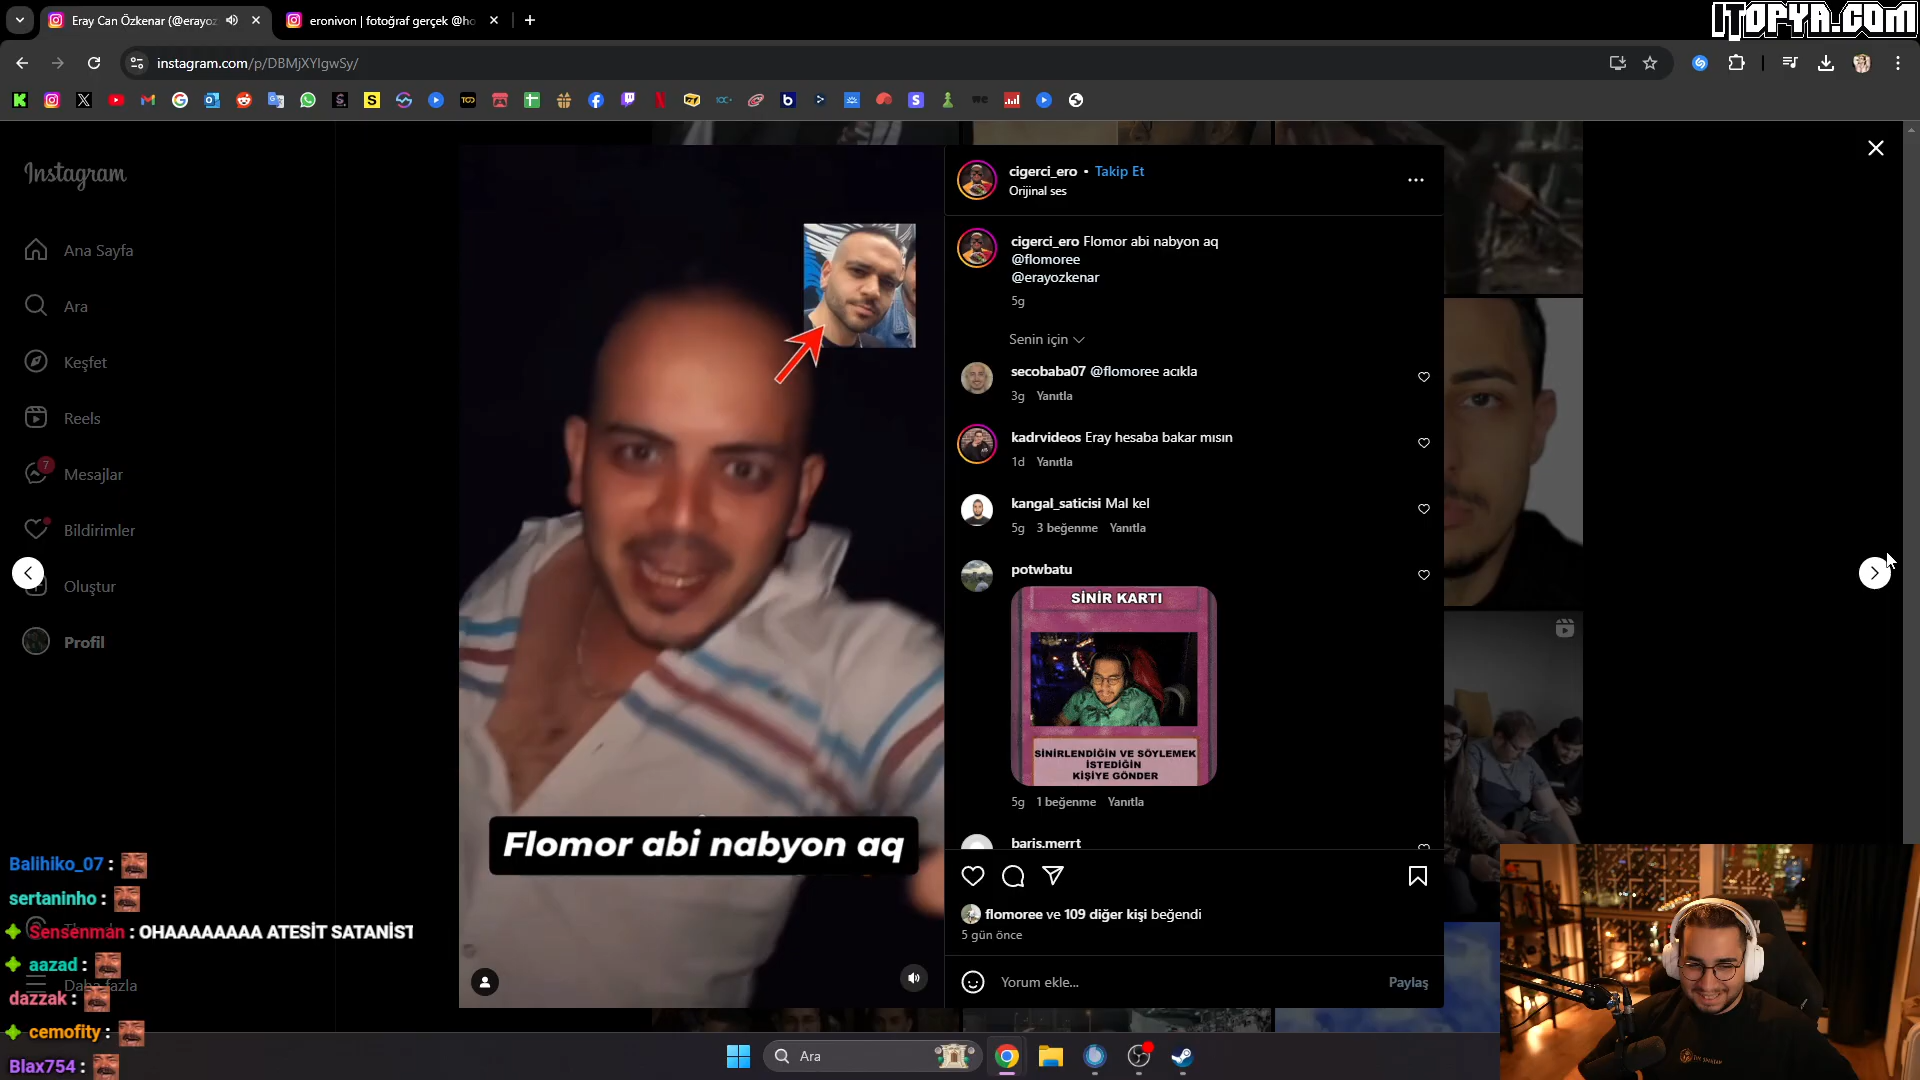 Eray Can Özkenar (@erayoz
eronivon | fotoğraf gerçek @ho
ITOPYA.COM
instagram.com/p/DBMjXYIgwSy/
Instagram
Ana Sayfa
Ara
Keşfet
Reels
7
Mesajlar
Bildirimler
Oluştur
Profil
Daha fazla
Flomor abi nabyon aq
cigerci_ero • Takip Et
Orijinal ses
cigerci_ero Flomor abi nabyon aq
@flomoree
@erayozkenar
5g
Senin için
secobaba07 @flomoree acıkla
3g Yanıtla
kadrvideos Eray hesaba bakar mısın
1d Yanıtla
kangal_saticisi Mal kel
5g 3 beğenme Yanıtla
potwbatu
SİNİR KARTI
SİNİRLENDİĞİN VE SÖYLEMEK
İSTEDİĞİN
KİŞİYE GÖNDER
5g 1 beğenme Yanıtla
baris.merrt
flomoree ve 109 diğer kişi beğendi
5 gün önce
Yorum ekle...
Paylaş
Balihiko_07 :
sertaninho :
Sensenman : OHAAAAAAAA ATESİT SATANİST
aazad :
dazzak :
cemofity :
Blax754 :
Ara